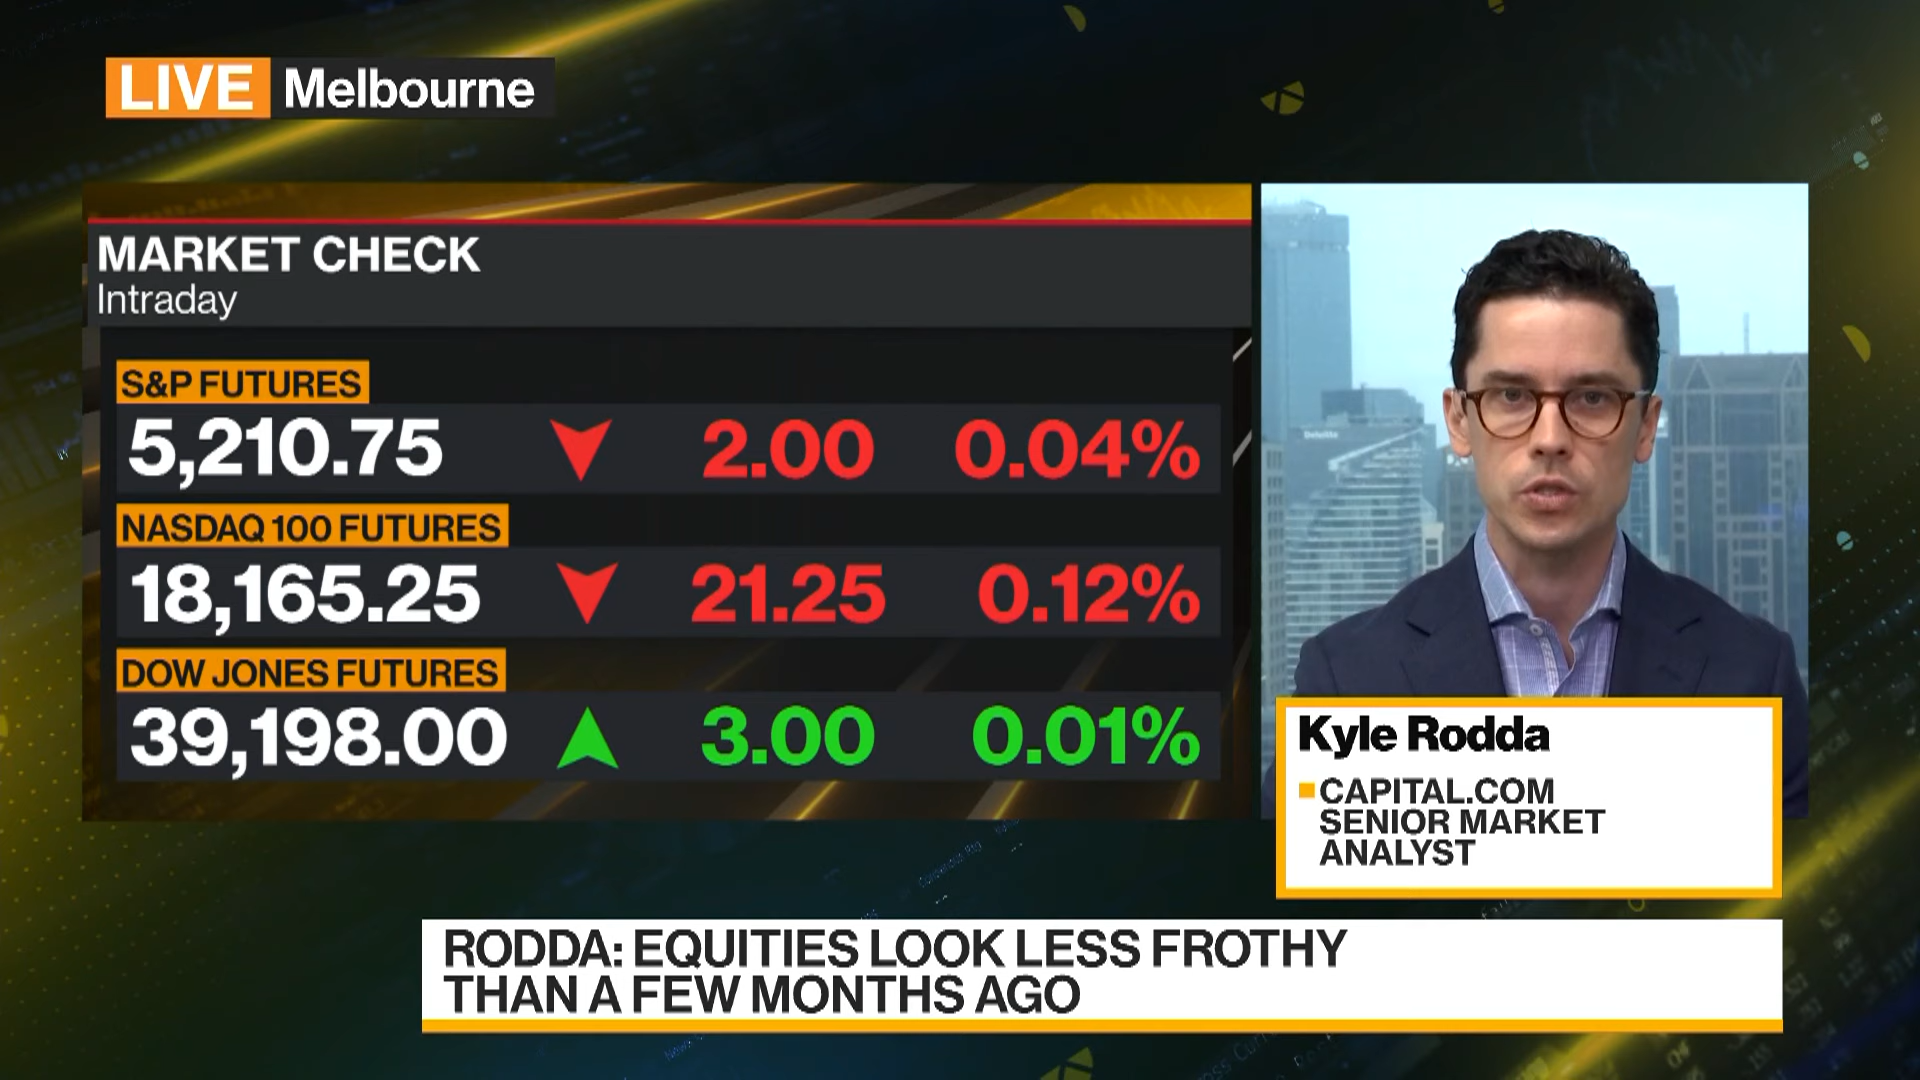 LIVE Melbourne
MARKET CHECK
Intraday
S&P FUTURES
5,210.75 ▼ 2.00 0.04%
NASDAQ 100 FUTURES
18,165.25 ▼ 21.25 0.12%
DOW JONES FUTURES
39,198.00 ▲ 3.00 0.01%
Deloitte
Kyle Rodda
CAPITAL.COM
SENIOR MARKET
ANALYST
RODDA: EQUITIES LOOK LESS FROTHY
THAN A FEW MONTHS AGO